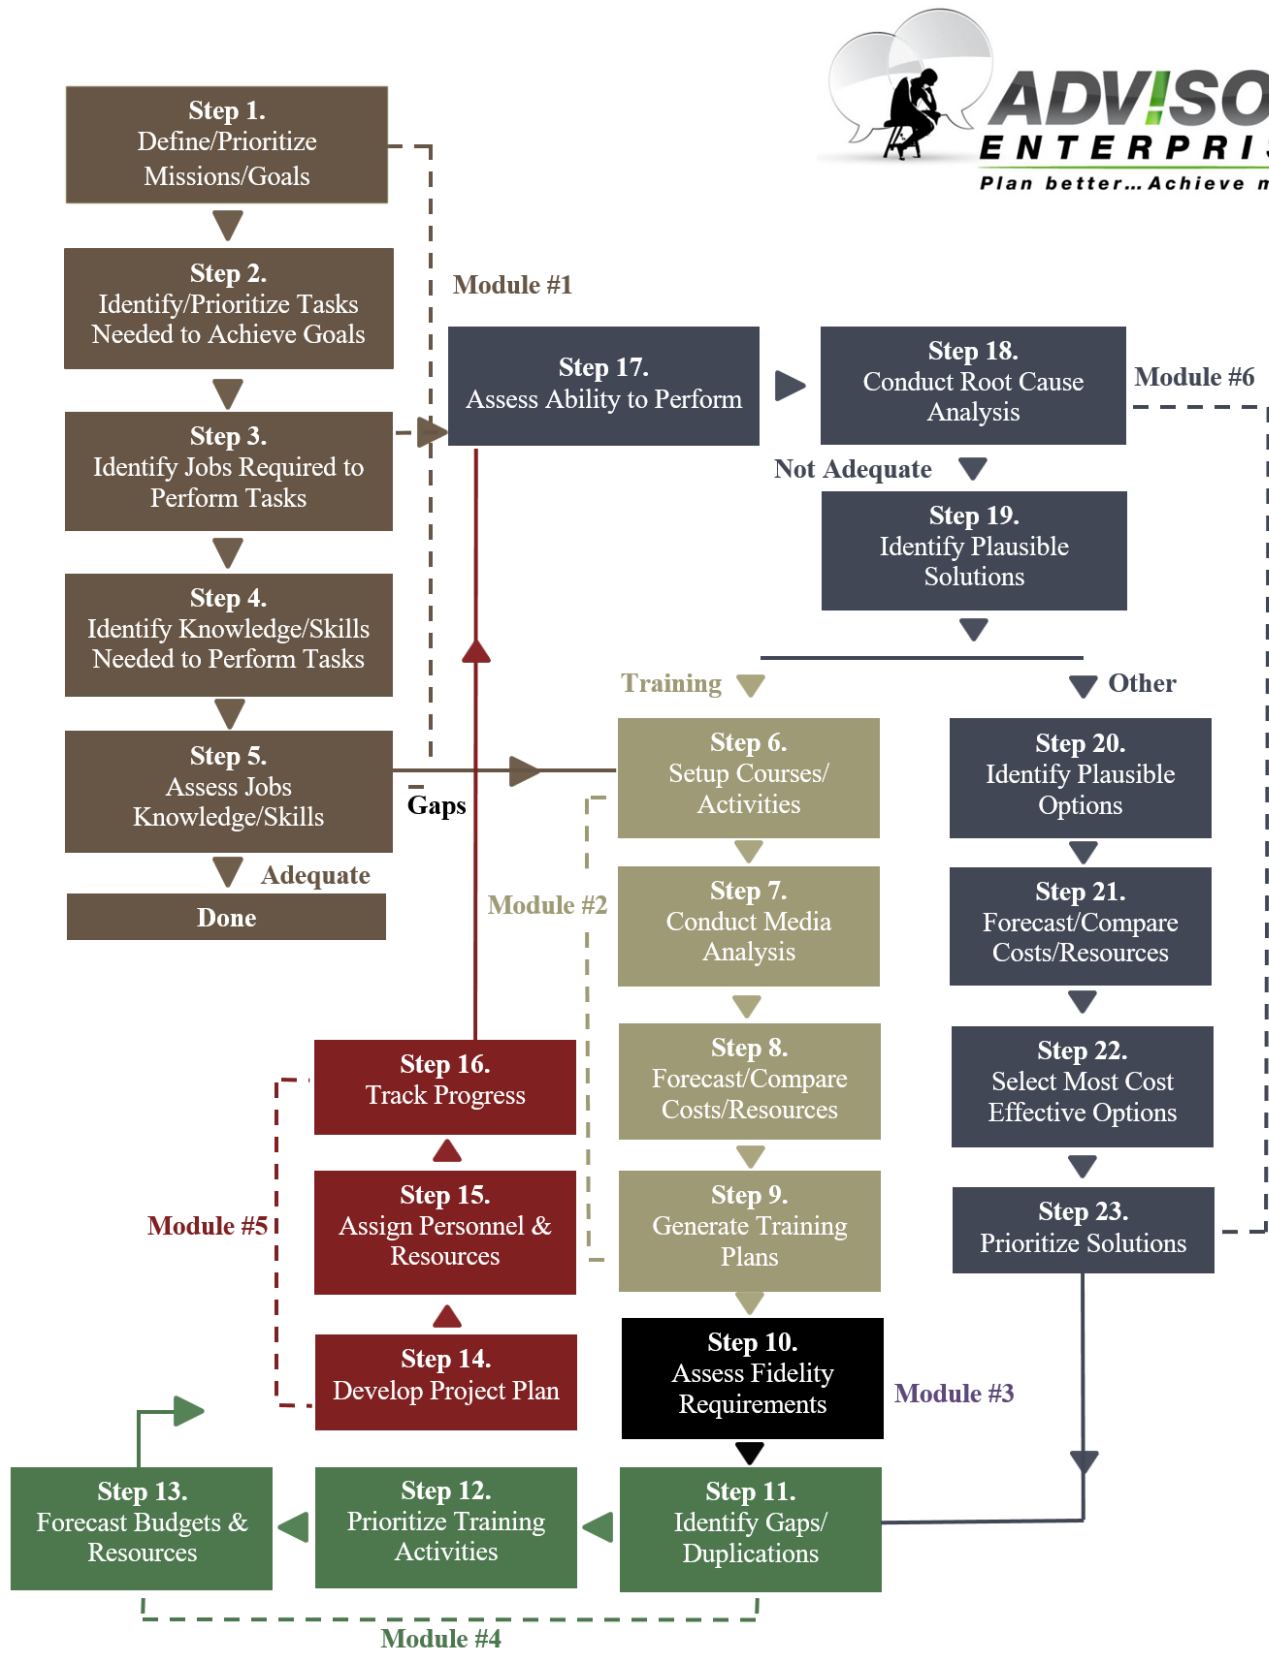 ADV!SO
ENTERPRIS
Plan better...Achieve m
Step 1.
Define/Prioritize
Missions/Goals
Step 2.
Identify/Prioritize Tasks
Needed to Achieve Goals
Step 3.
Identify Jobs Required to
Perform Tasks
Step 4.
Identify Knowledge/Skills
Needed to Perform Tasks
Step 5.
Assess Jobs
Knowledge/Skills
Gaps
Adequate
Done
Module #1
Step 17.
Assess Ability to Perform
Step 18.
Conduct Root Cause
Analysis
Module #6
Not Adequate
Step 19.
Identify Plausible
Solutions
Training
Other
Step 6.
Setup Courses/
Activities
Step 7.
Conduct Media
Analysis
Module #2
Step 8.
Forecast/Compare
Costs/Resources
Step 9.
Generate Training
Plans
Step 20.
Identify Plausible
Options
Step 21.
Forecast/Compare
Costs/Resources
Step 22.
Select Most Cost
Effective Options
Step 23.
Prioritize Solutions
Step 10.
Assess Fidelity
Requirements
Module #3
Step 16.
Track Progress
Step 15.
Assign Personnel &
Resources
Module #5
Step 14.
Develop Project Plan
Step 13.
Forecast Budgets &
Resources
Step 12.
Prioritize Training
Activities
Step 11.
Identify Gaps/
Duplications
Module #4